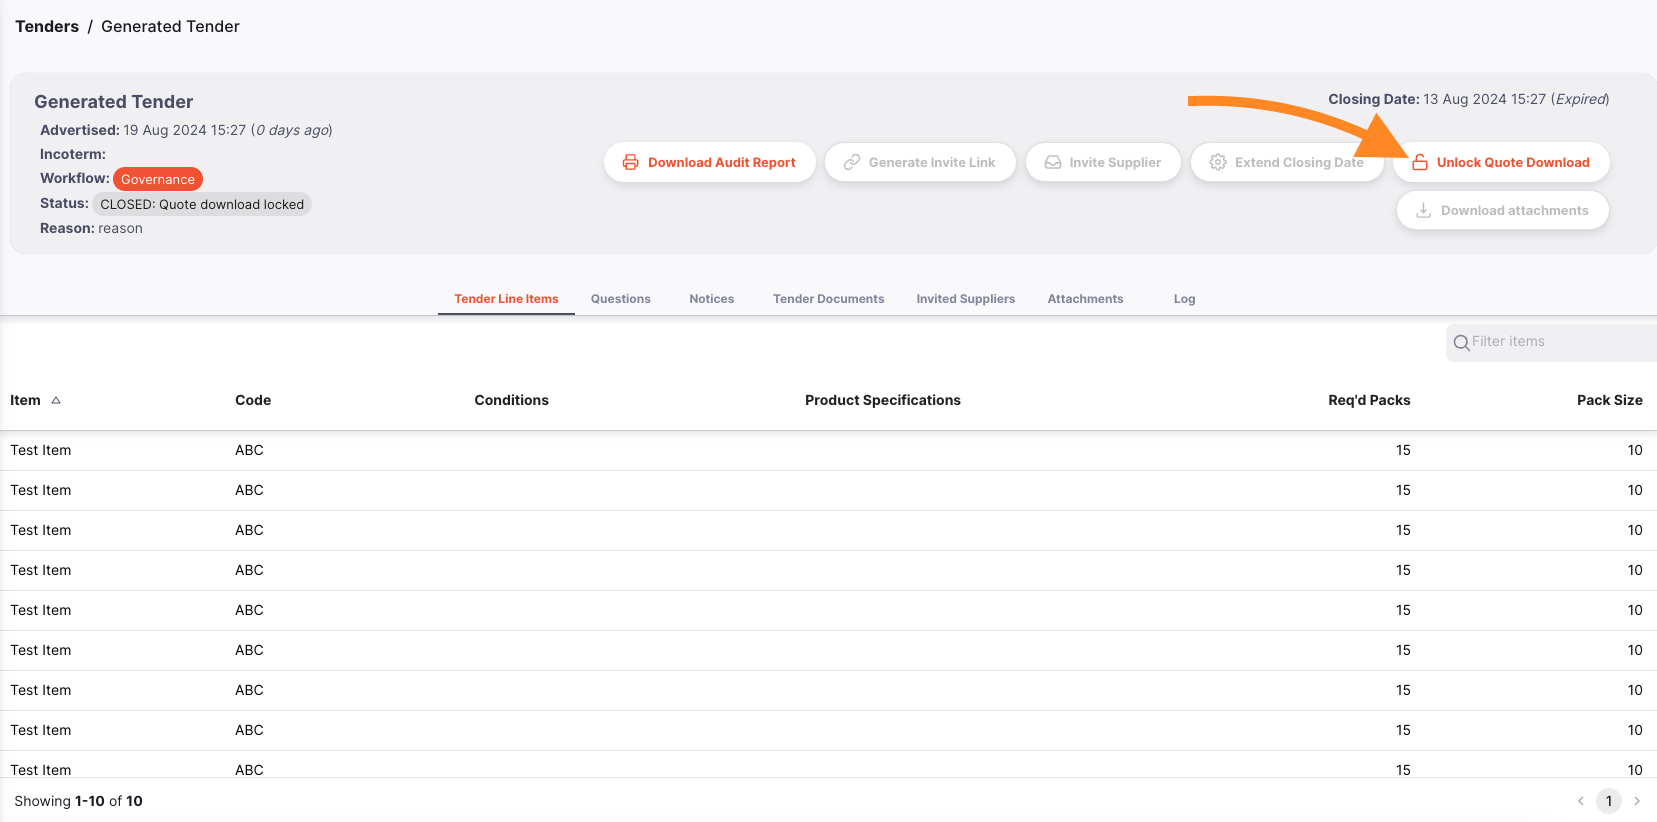 Tenders / Generated Tender
Generated Tender
Closing Date: 13 Aug 2024 15:27 (Expired)
Advertised: 19 Aug 2024 15:27 (0 days ago)
Incoterm:
Workflow: Governance
Status: CLOSED: Quote download locked
Reason: reason
Download Audit Report Generate Invite Link Invite Supplier Extend Closing Date Unlock Quote Download
Download attachments
Tender Line Items Questions Notices Tender Documents Invited Suppliers Attachments Log
Filter items
Item Code Conditions Product Specifications Req'd Packs Pack Size
Test Item ABC 15 10
Test Item ABC 15 10
Test Item ABC 15 10
Test Item ABC 15 10
Test Item ABC 15 10
Test Item ABC 15 10
Test Item ABC 15 10
Test Item ABC 15 10
Test Item ABC 15 10
Showing 1-10 of 10 1